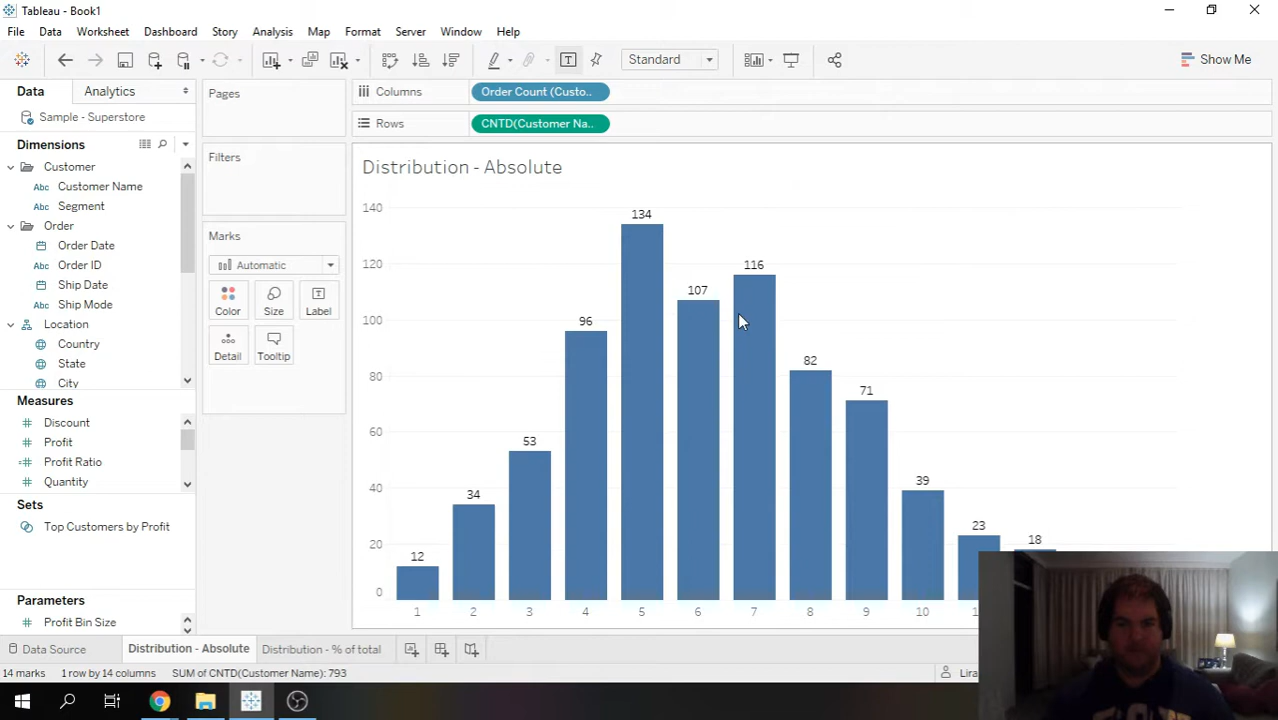 Tableau - Book1
File Data Worksheet Dashboard Story Analysis Map Format Server Window Help
Standard
Show Me
Data Analytics
Sample - Superstore
Dimensions
Customer
Customer Name
Segment
Order
Order Date
Order ID
Ship Date
Ship Mode
Location
Country
State
City
Measures
Discount
Profit
Profit Ratio
Quantity
Sets
Top Customers by Profit
Parameters
Profit Bin Size
Pages
Filters
Marks
Automatic
Color Size Label
Detail Tooltip
Columns Order Count (Custo..
Rows CNTD(Customer Na..
Distribution - Absolute
140
120
100
80
60
40
20
0
12 34 53 96 134 107 116 82 71 39 23 18
1 2 3 4 5 6 7 8 9 10
Data Source Distribution - Absolute Distribution - % of total
14 marks 1 row by 14 columns SUM of CNTD(Customer Name): 793